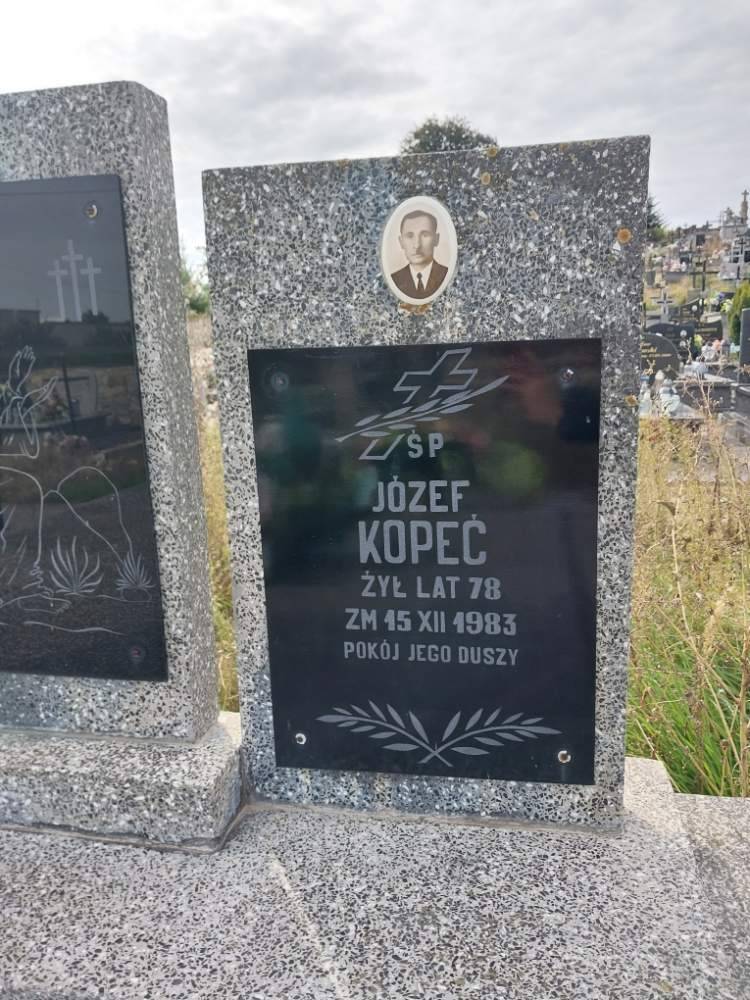 ŚP
JÓZEF
KOPEĆ
ŻYŁ LAT 78
ZM 15 XII 1983
POKÓJ JEGO DUSZY